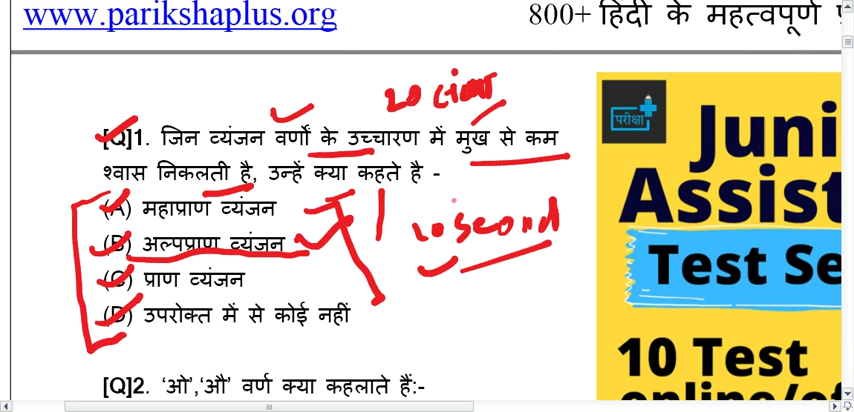 www.parikshaplus.org
800+ हिंदी के महत्वपूर्ण
[Q]1. जिन व्यंजन वर्णों के उच्चारण में मुख से कम
श्वास निकलती है, उन्हें क्या कहते है -
(A) महाप्राण व्यंजन
(B) अल्पप्राण व्यंजन
(C) प्राण व्यंजन
(D) उपरोक्त में से कोई नहीं
20 second
[Q]2. 'ओ','औ' वर्ण क्या कहलाते हैं:-
परीक्षा
Juni
Assist
Test Se
10 Test